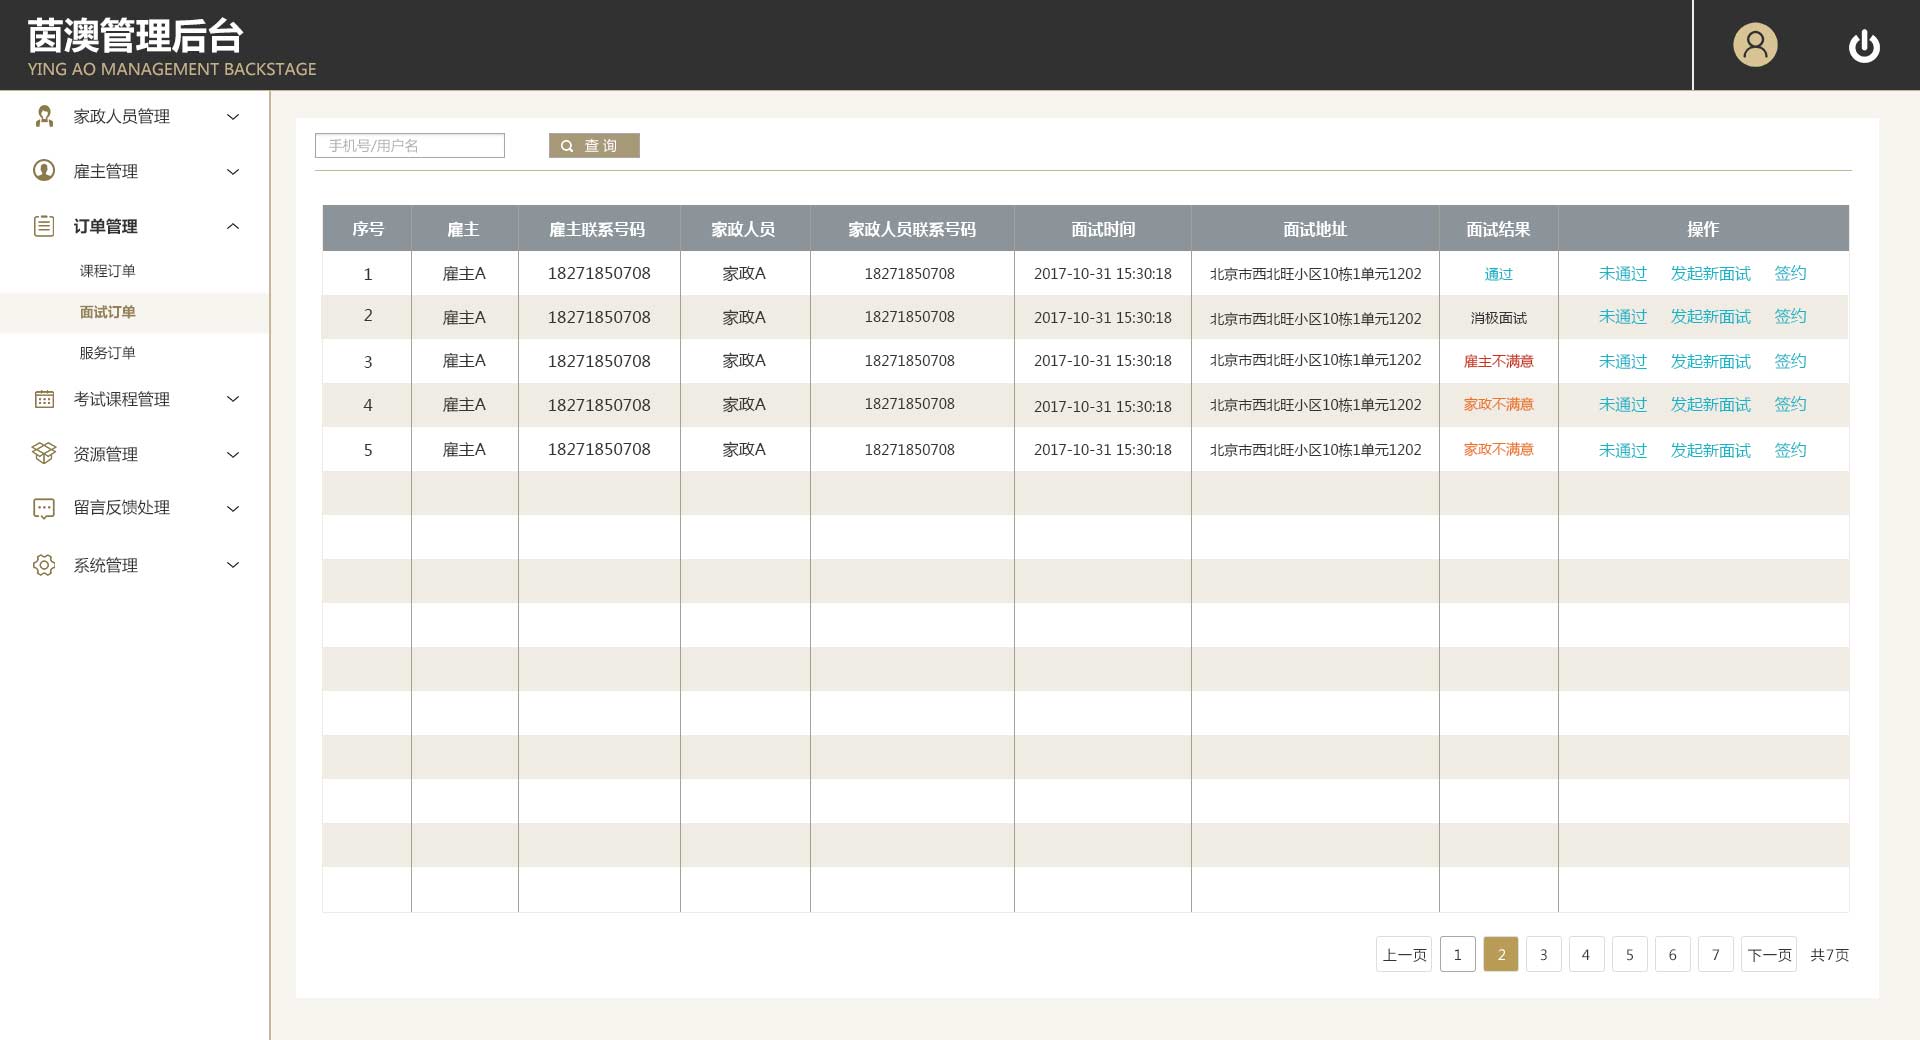 茵澳管理后台
YING AO MANAGEMENT BACKSTAGE
家政人员管理
雇主管理
订单管理
课程订单
面试订单
服务订单
考试课程管理
资源管理
留言反馈处理
系统管理
手机号/用户名
查 询
序号 雇主 雇主联系号码 家政人员 家政人员联系号码 面试时间 面试地址 面试结果 操作
1 雇主A 18271850708 家政A 18271850708 2017-10-31 15:30:18 北京市西北旺小区10栋1单元1202 通过 未通过 发起新面试 签约
2 雇主A 18271850708 家政A 18271850708 2017-10-31 15:30:18 北京市西北旺小区10栋1单元1202 消极面试 未通过 发起新面试 签约
3 雇主A 18271850708 家政A 18271850708 2017-10-31 15:30:18 北京市西北旺小区10栋1单元1202 雇主不满意 未通过 发起新面试 签约
4 雇主A 18271850708 家政A 18271850708 2017-10-31 15:30:18 北京市西北旺小区10栋1单元1202 家政不满意 未通过 发起新面试 签约
5 雇主A 18271850708 家政A 18271850708 2017-10-31 15:30:18 北京市西北旺小区10栋1单元1202 家政不满意 未通过 发起新面试 签约
上一页 1 2 3 4 5 6 7 下一页 共7页